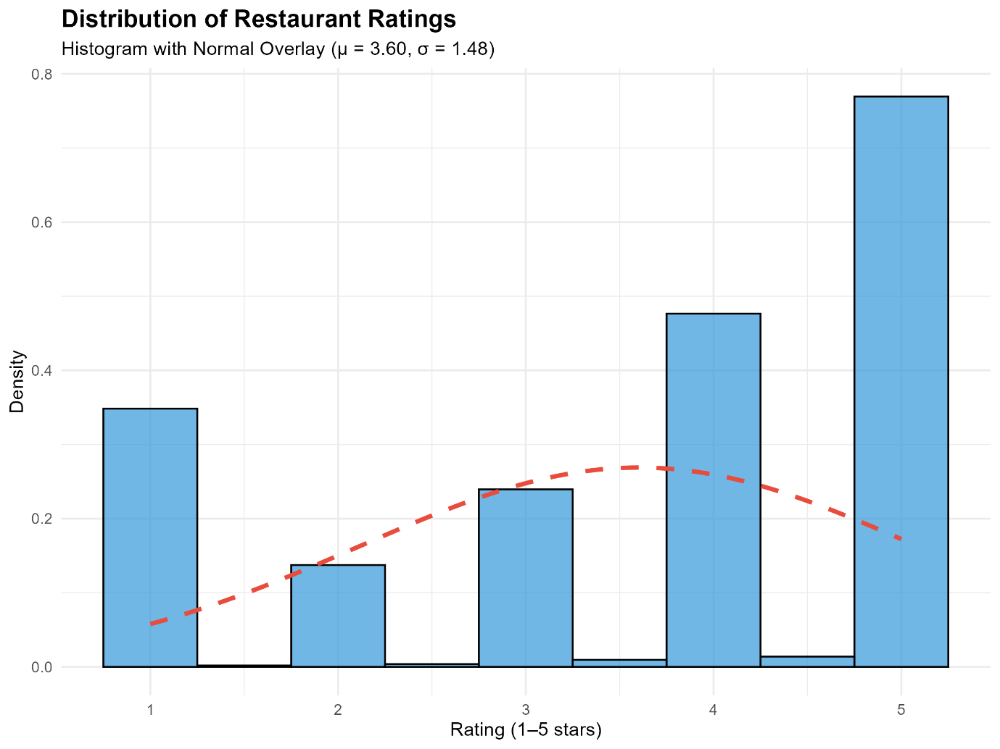 Distribution of Restaurant Ratings
Histogram with Normal Overlay (μ = 3.60, σ = 1.48)
0.8
0.6
0.4
0.2
0.0
Density
1 2 3 4 5
Rating (1–5 stars)